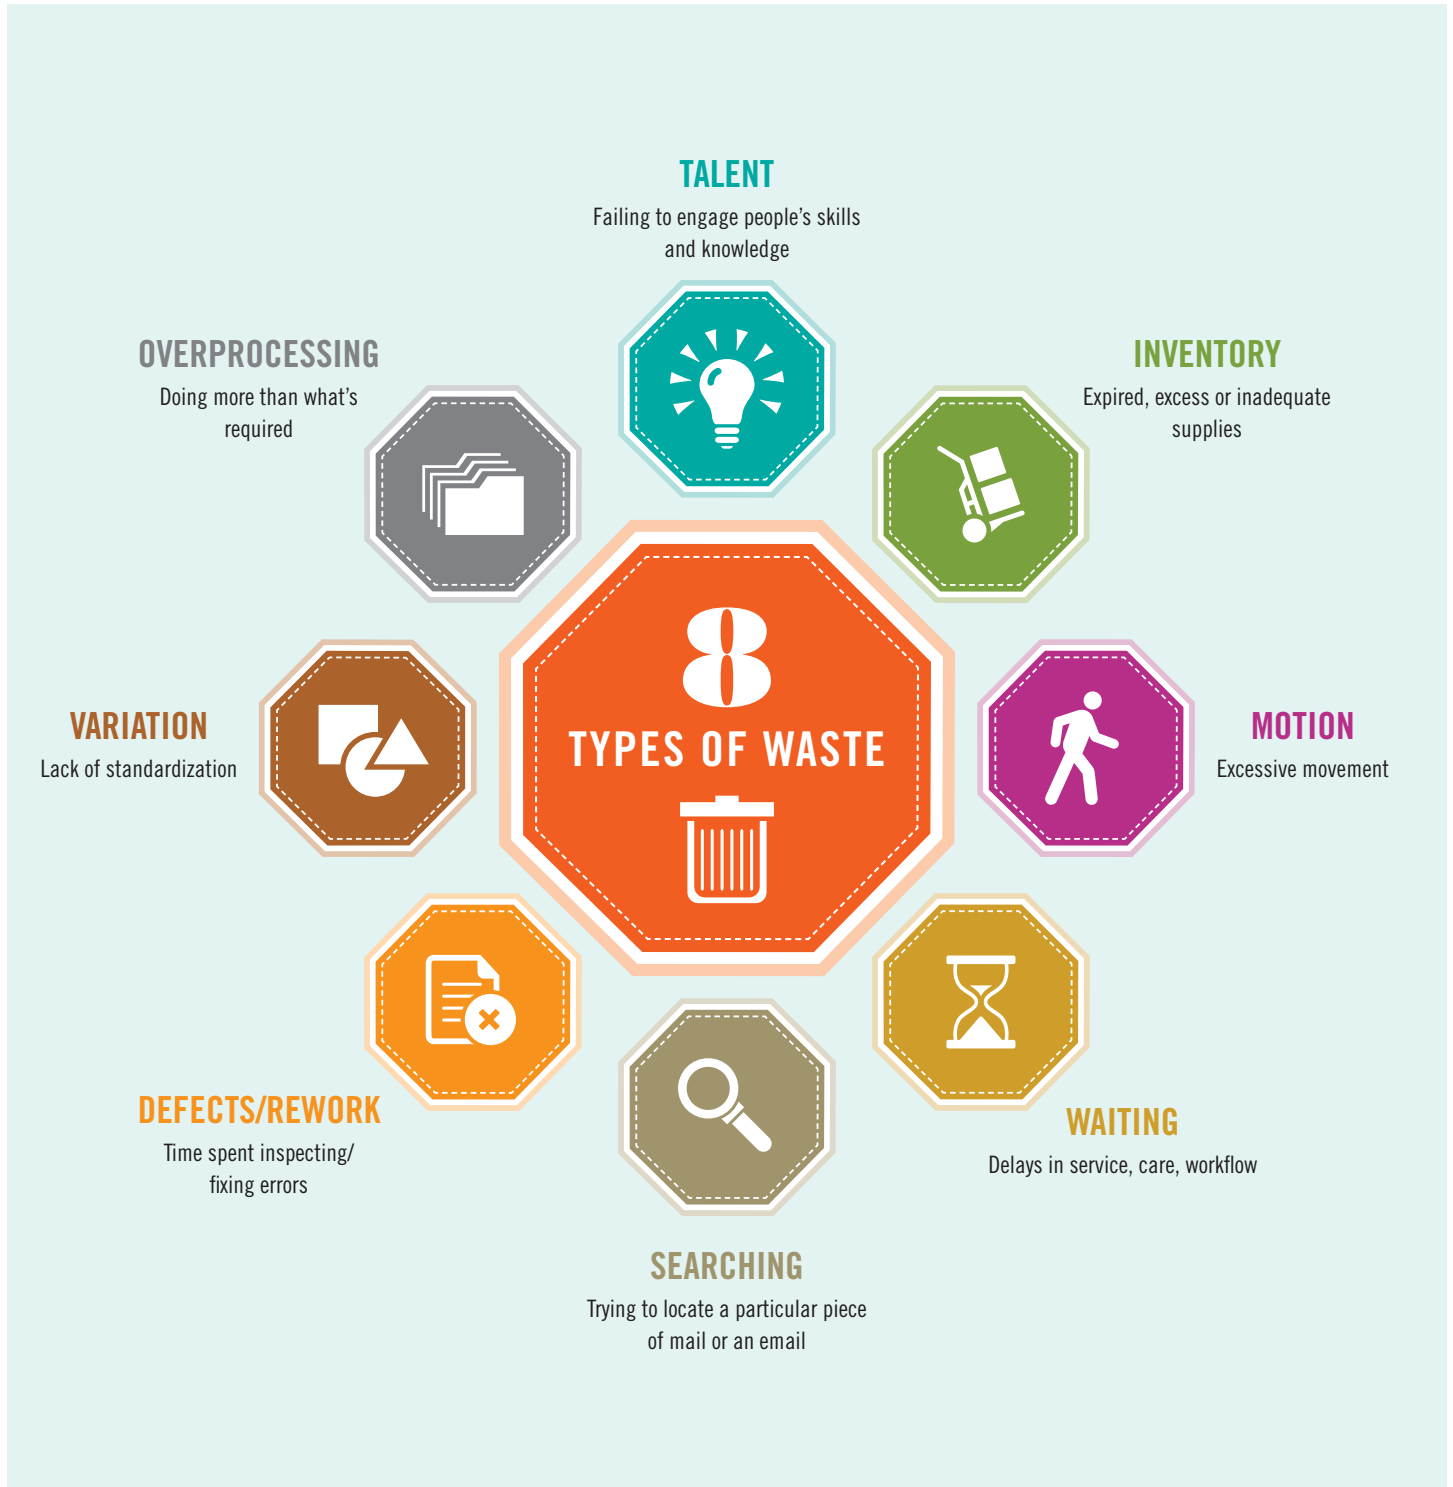 TALENT
Failing to engage people’s skills
and knowledge
OVERPROCESSING
Doing more than what’s
required
INVENTORY
Expired, excess or inadequate
supplies
8
TYPES OF WASTE
VARIATION
Lack of standardization
MOTION
Excessive movement
DEFECTS/REWORK
Time spent inspecting/
fixing errors
WAITING
Delays in service, care, workflow
SEARCHING
Trying to locate a particular piece
of mail or an email